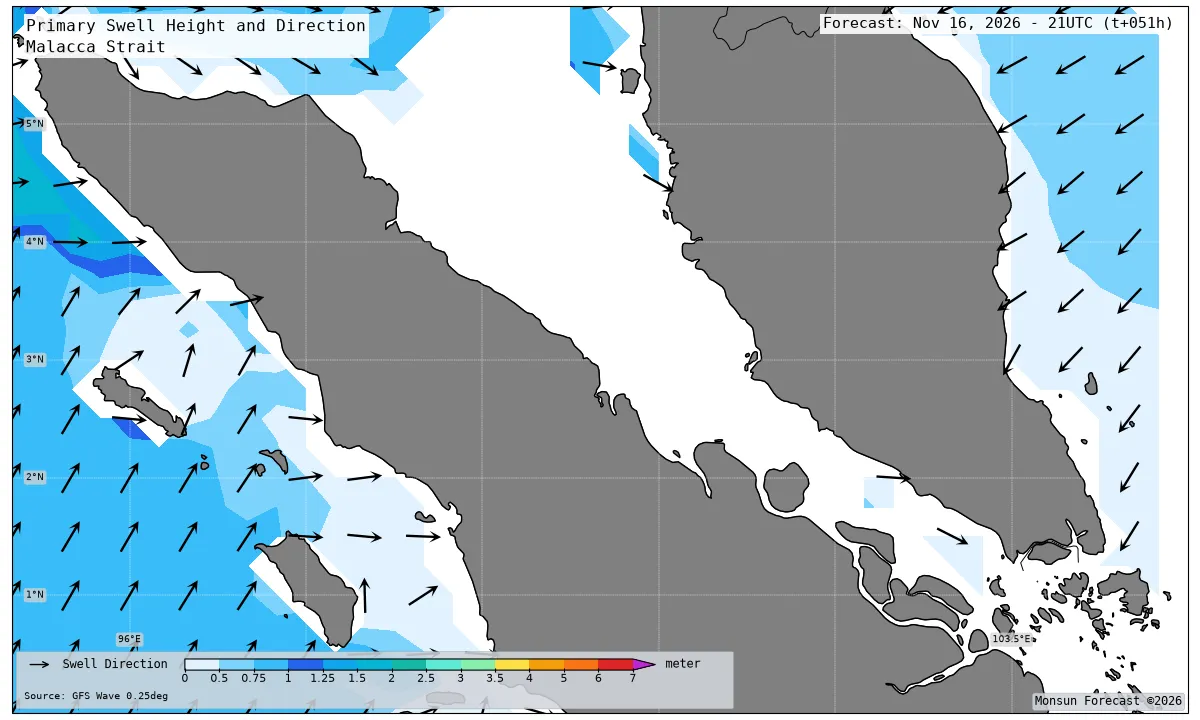 Primary Swell Height and Direction
Malacca Strait
Forecast: Nov 16, 2026 - 21UTC (t+051h)
5°N
4°N
3°N
2°N
1°N
96°E
103.5°E
Swell Direction
0 0.5 0.75 1 1.25 1.5 2 2.5 3 3.5 4 5 6 7
meter
Source: GFS Wave 0.25deg
Monsun Forecast ©2026